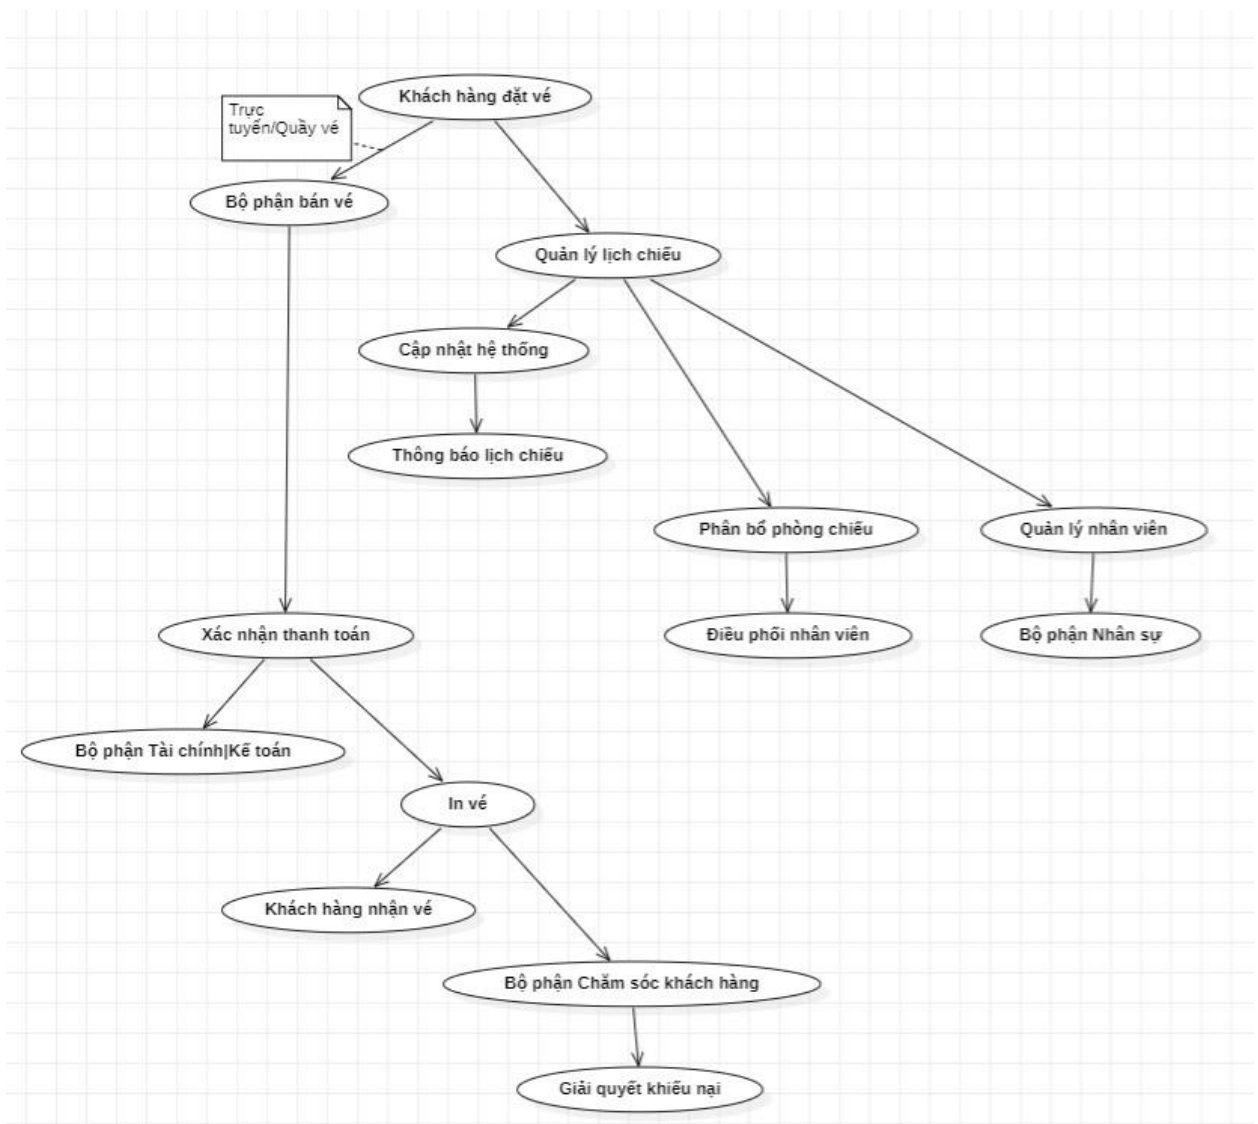 Khách hàng đặt vé
Trực
tuyến/Quầy vé
Bộ phận bán vé
Quản lý lịch chiếu
Cập nhật hệ thống
Thông báo lịch chiếu
Phân bổ phòng chiếu
Quản lý nhân viên
Xác nhận thanh toán
Điều phối nhân viên
Bộ phận Nhân sự
Bộ phận Tài chính|Kế toán
In vé
Khách hàng nhận vé
Bộ phận Chăm sóc khách hàng
Giải quyết khiếu nại